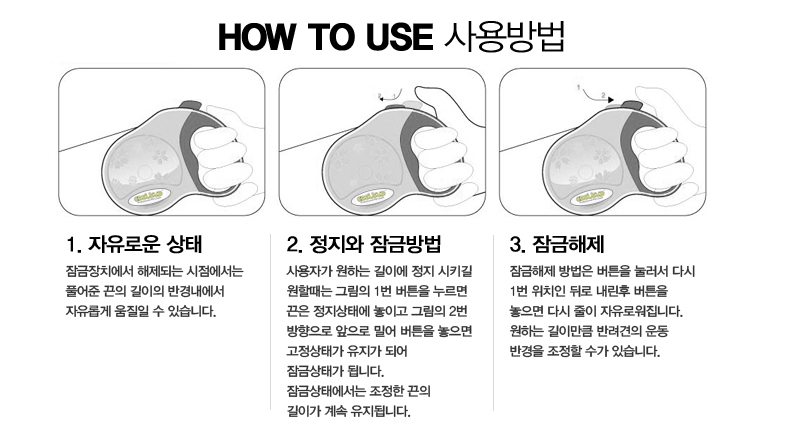 HOW TO USE 사용방법
2 1
1 2
1. 자유로운 상태
잠금장치에서 해제되는 시점에서는
풀어준 끈의 길이의 반경내에서
자유롭게 움질일 수 있습니다.
2. 정지와 잠금방법
사용자가 원하는 길이에 정지 시키길
원할때는 그림의 1번 버튼을 누르면
끈은 정지상태에 놓이고 그림의 2번
방향으로 앞으로 밀어 버튼을 놓으면
고정상태가 유지가 되어
잠금상태가 됩니다.
잠금상태에서는 조정한 끈의
길이가 계속 유지됩니다.
3. 잠금해제
잠금해제 방법은 버튼을 눌러서 다시
1번 위치인 뒤로 내린후 버튼을
놓으면 다시 줄이 자유로워집니다.
원하는 길이만큼 반려견의 운동
반경을 조정할 수가 있습니다.